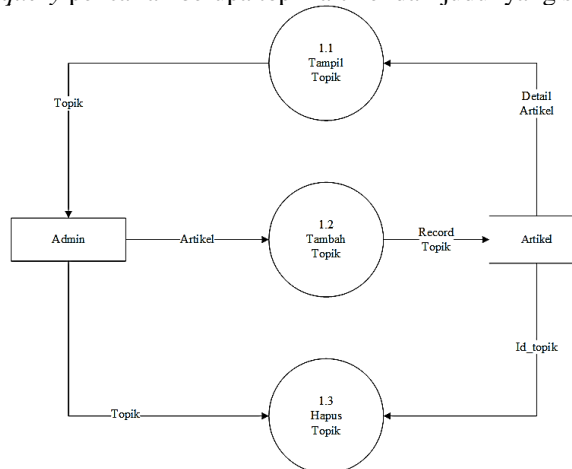 query
1.1
Tampil
Topik
Topik
Detail
Artikel
Admin
Artikel
1.2
Tambah
Topik
Record
Topik
Artikel
Id_topik
1.3
Hapus
Topik
Topik